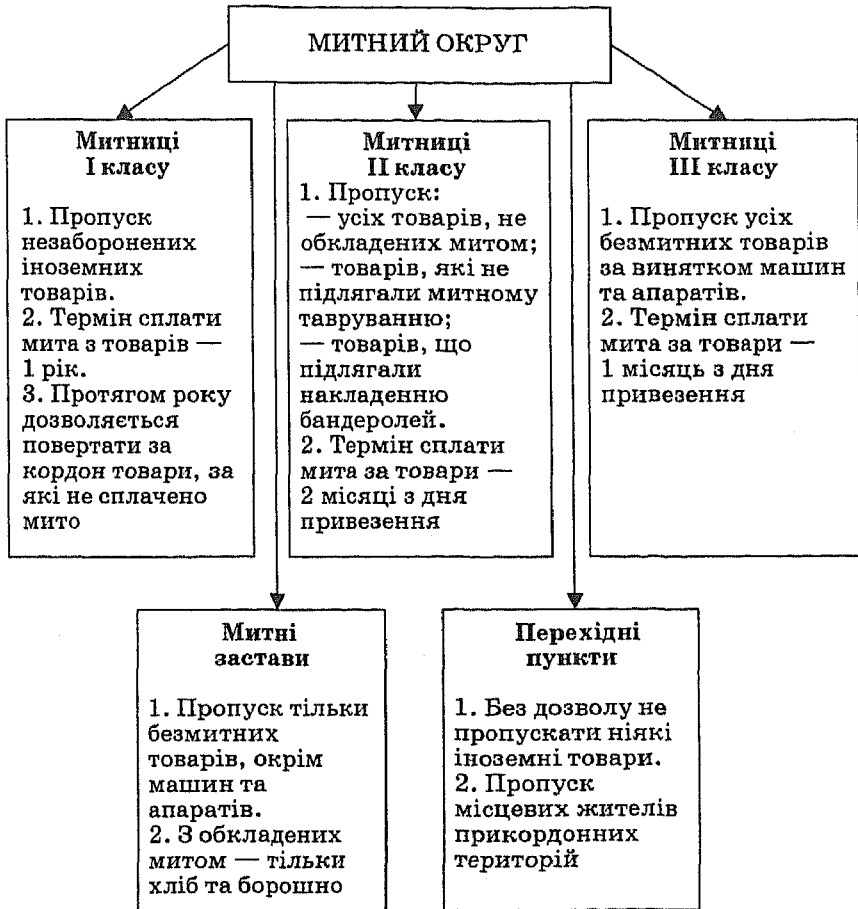 МИТНИЙ ОКРУГ
Митниці
I класу
1. Пропуск
незаборонених
іноземних
товарів.
2. Термін сплати
мита з товарів —
1 рік.
3. Протягом року
дозволяється
повертати за
кордон товари, за
які не сплачено
мито
Митниці
II класу
1. Пропуск:
— усіх товарів, не
обкладених митом;
— товарів, які не
підлягали митному
тавруванню;
— товарів, що
підлягали
накладенню
бандеролей.
2. Термін сплати
мита за товари —
2 місяці з дня
привезення
Митниці
III класу
1. Пропуск усіх
безмитних товарів
за винятком машин
та апаратів.
2. Термін сплати
мита за товари —
1 місяць з дня
привезення
Митні
застави
1. Пропуск тільки
безмитних
товарів, окрім
машин та
апаратів.
2. З обкладених
митом — тільки
хліб та борошно
Перехідні
пункти
1. Без дозволу не
пропускати ніякі
іноземні товари.
2. Пропуск
місцевих жителів
прикордонних
територій